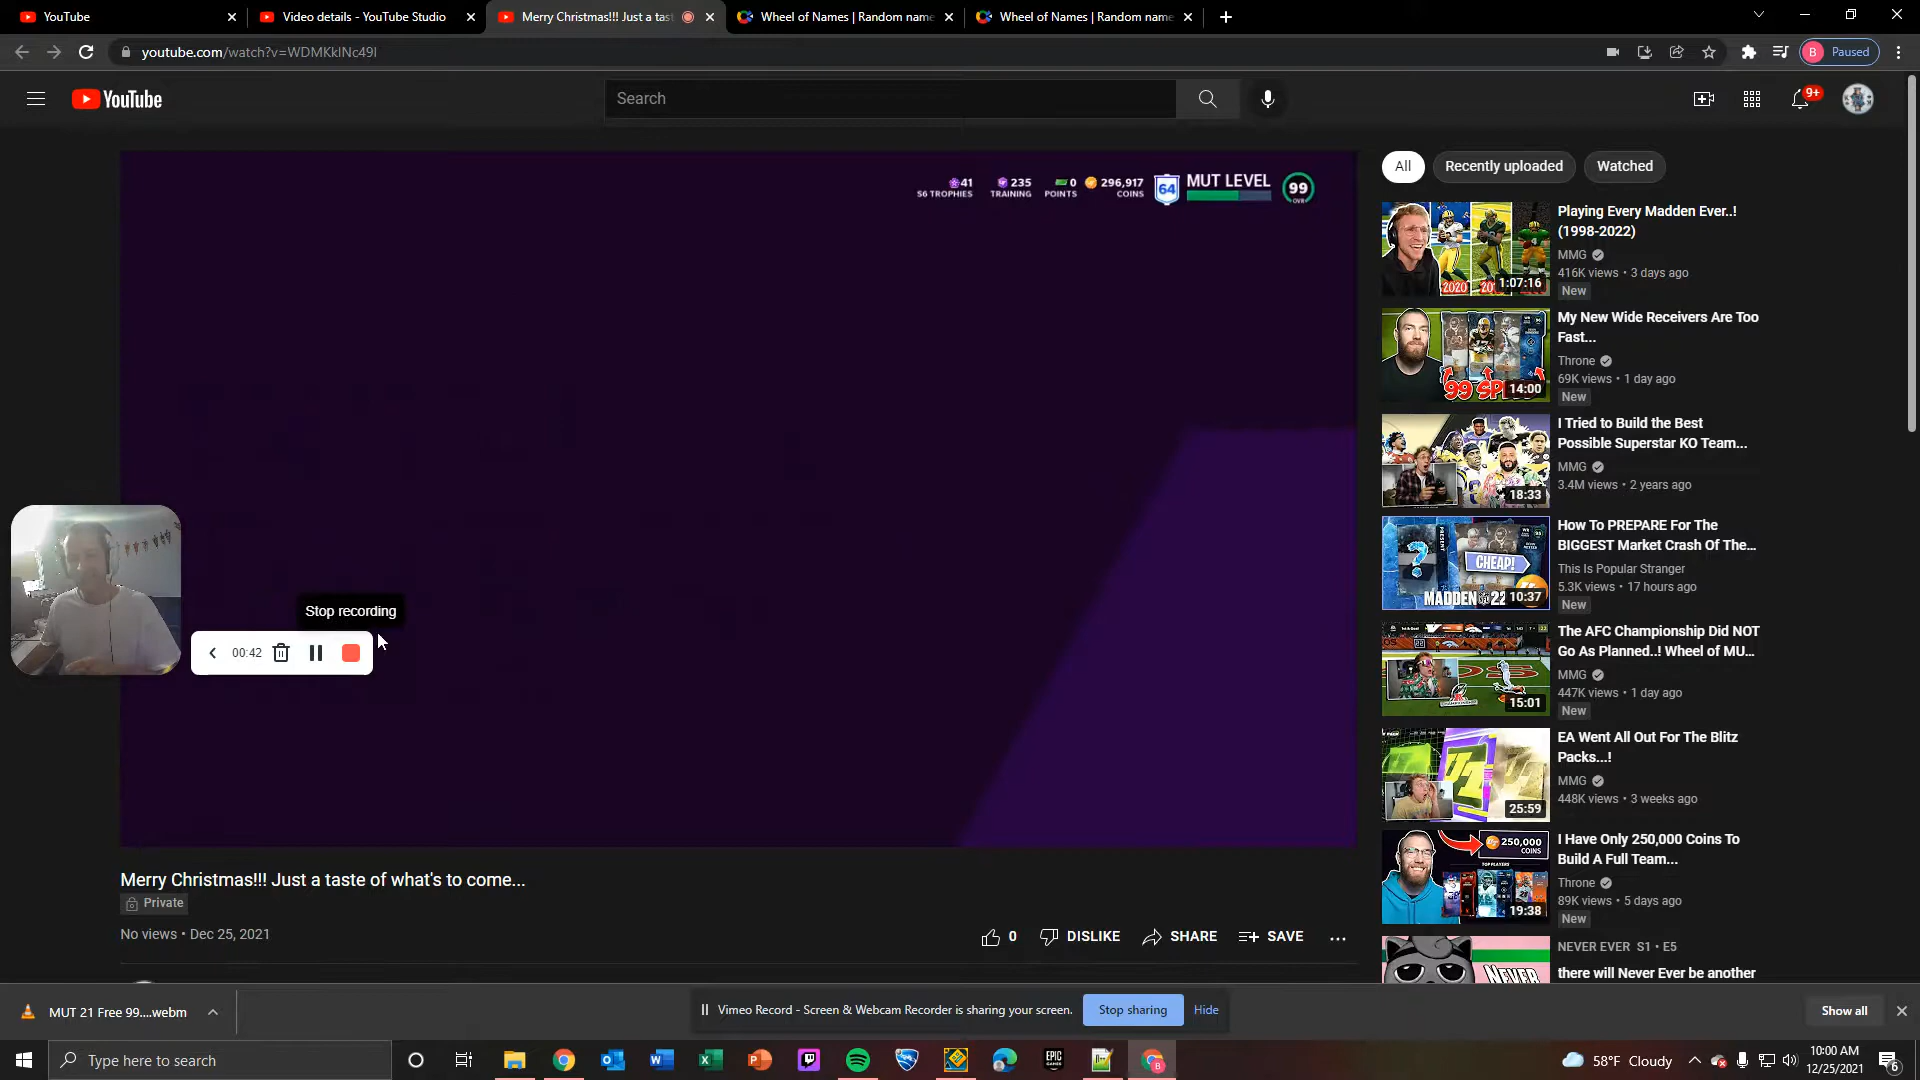 YouTube
Video details - YouTube Studio
Merry Christmas!!! Just a tast
Wheel of Names | Random name
Wheel of Names | Random name
youtube.com/watch?v=WDMKklNc49I
B Paused
YouTube
Search
9+
41
S6 TROPHIES
235
TRAINING
0
POINTS
296,917
COINS
64
MUT LEVEL
99
OVR
All
Recently uploaded
Watched
Playing Every Madden Ever..!
(1998-2022)
MMG
416K views • 3 days ago
New
2020
1:07:16
My New Wide Receivers Are Too
Fast...
Throne
69K views • 1 day ago
New
14:00
I Tried to Build the Best
Possible Superstar KO Team...
MMG
3.4M views • 2 years ago
18:33
How To PREPARE For The
BIGGEST Market Crash Of The...
This Is Popular Stranger
5.3K views • 17 hours ago
New
CHEAP!
MADDEN 22
10:37
The AFC Championship Did NOT
Go As Planned..! Wheel of MU...
MMG
447K views • 1 day ago
New
15:01
EA Went All Out For The Blitz
Packs...!
MMG
448K views • 3 weeks ago
25:59
I Have Only 250,000 Coins To
Build A Full Team...
Throne
89K views • 5 days ago
New
250,000
COINS
19:38
NEVER EVER S1 • E5
there will Never Ever be another
NEVER
Stop recording
00:42
Merry Christmas!!! Just a taste of what's to come...
Private
No views • Dec 25, 2021
0
DISLIKE
SHARE
SAVE
MUT 21 Free 99....webm
Vimeo Record - Screen & Webcam Recorder is sharing your screen.
Stop sharing
Hide
Show all
Type here to search
EPIC
GAMES
58°F Cloudy
10:00 AM
12/25/2021
6